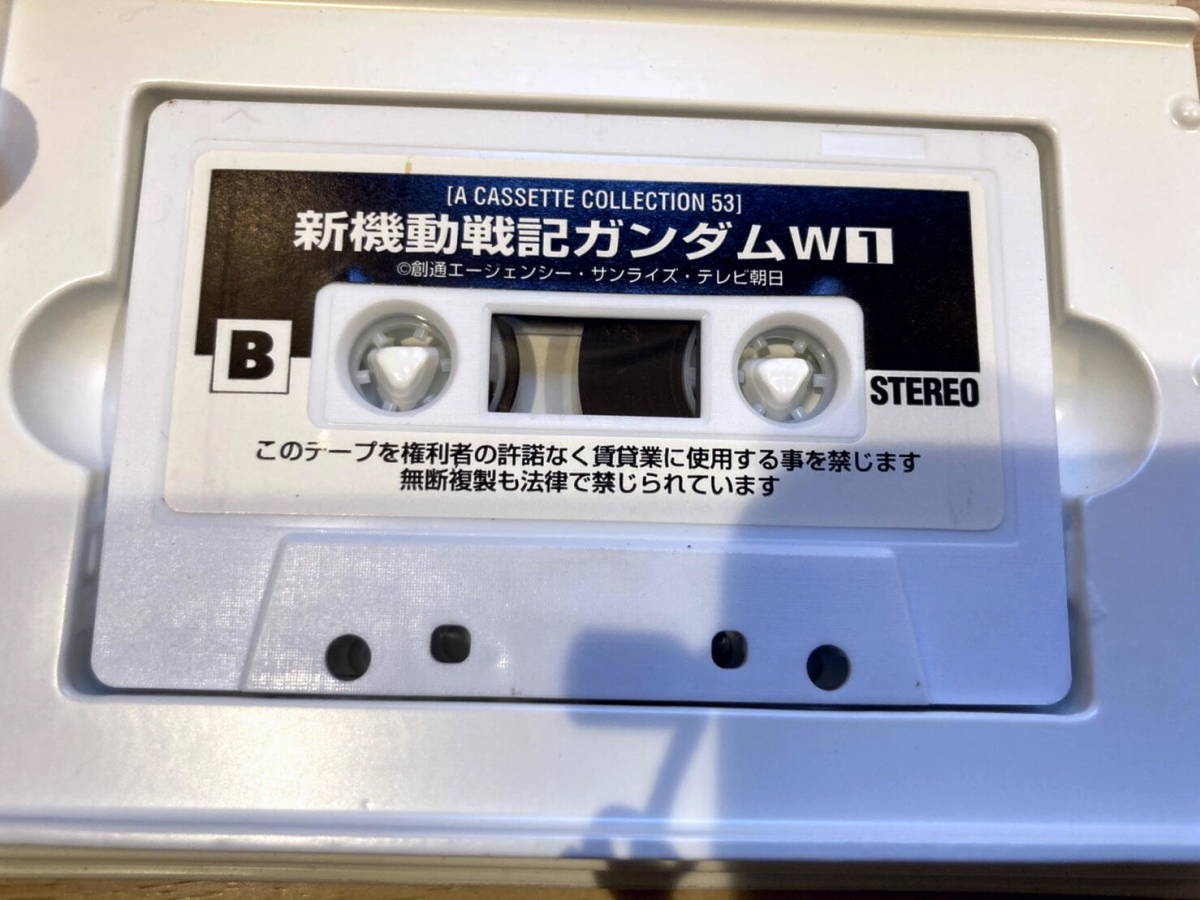 [A CASSETTE COLLECTION 53]
新機動戦記ガンダムW1
©創通エージェンシー・サンライズ・テレビ朝日
B
STEREO
このテープを権利者の許諾なく賃貸業に使用する事を禁じます
無断複製も法律で禁じられています